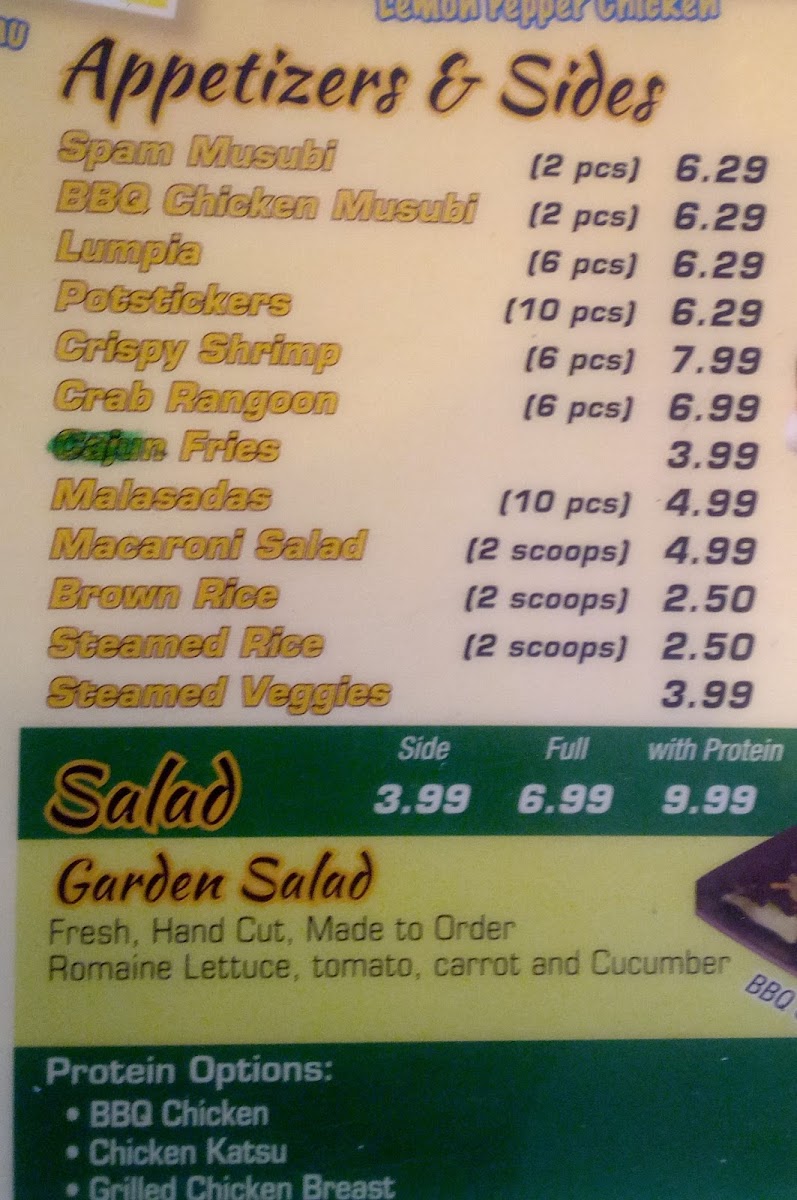 Lemon Pepper Chicken
Appetizers & Sides
Spam Musubi (2 pcs) 6.29
BBQ Chicken Musubi (2 pcs) 6.29
Lumpia (6 pcs) 6.29
Potstickers (10 pcs) 6.29
Crispy Shrimp (6 pcs) 7.99
Crab Rangoon (6 pcs) 6.99
Cajun Fries 3.99
Malasadas (10 pcs) 4.99
Macaroni Salad (2 scoops) 4.99
Brown Rice (2 scoops) 2.50
Steamed Rice (2 scoops) 2.50
Steamed Veggies 3.99
Side Full with Protein
Salad 3.99 6.99 9.99
Garden Salad
Fresh, Hand Cut, Made to Order
Romaine Lettuce, tomato, carrot and Cucumber
BBQ
Protein Options:
• BBQ Chicken
• Chicken Katsu
• Grilled Chicken Breast